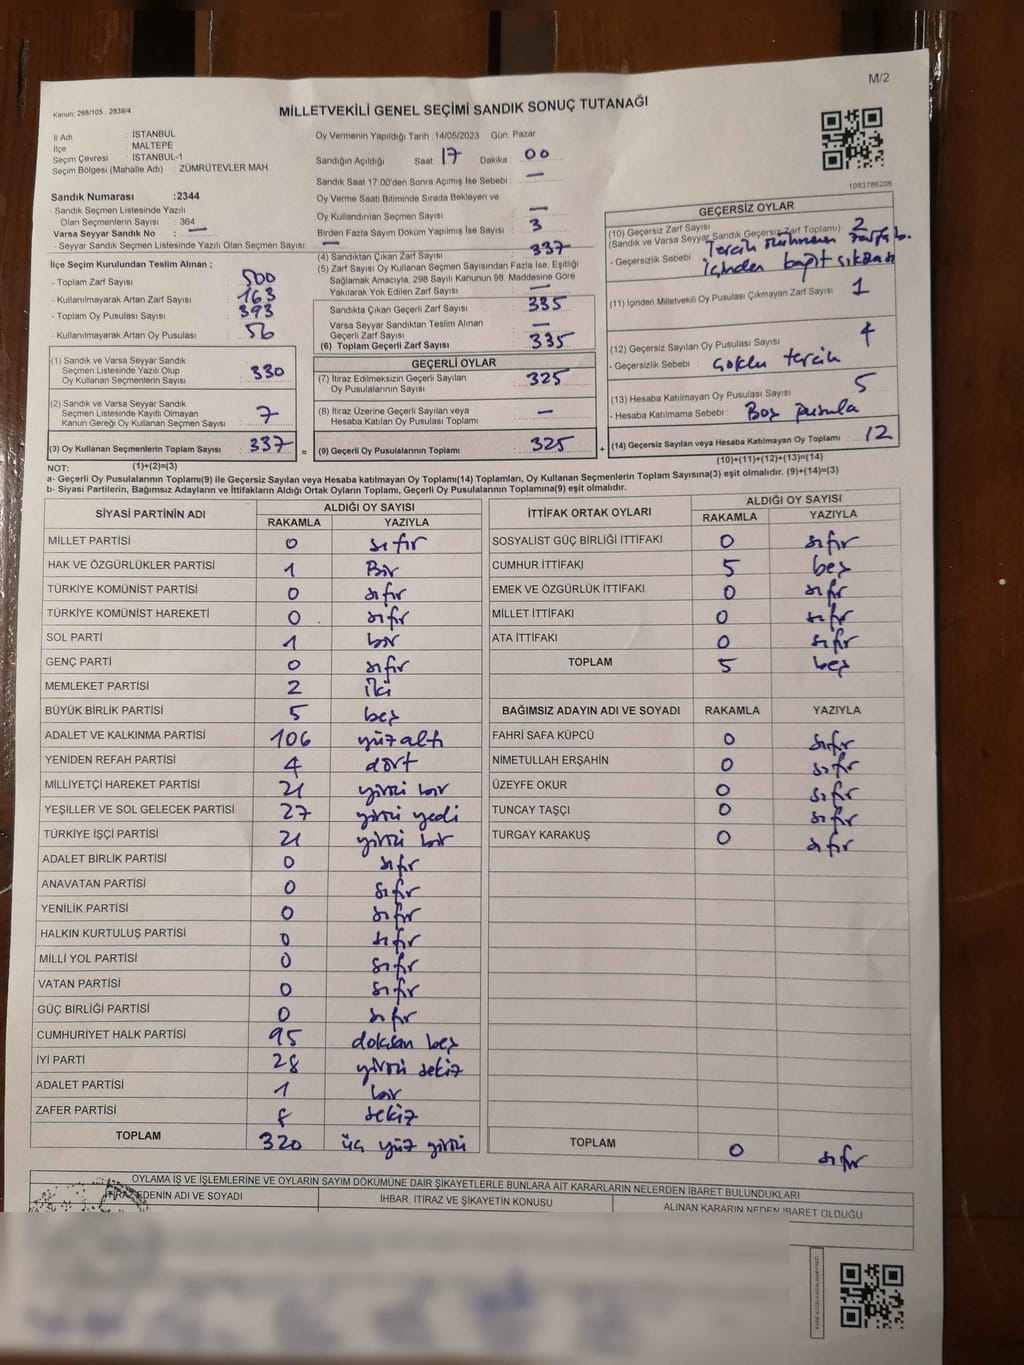 M/2
Kanun: 298/105 , 2839/4
MİLLETVEKİLİ GENEL SEÇİMİ SANDIK SONUÇ TUTANAĞI
İl Adı : İSTANBUL
İlçe : MALTEPE
Seçim Çevresi : İSTANBUL-1
Seçim Bölgesi (Mahalle Adı) : ZÜMRÜTEVLER MAH.
Sandık Numarası :2344
- Sandık Seçmen Listesinde Yazılı
Olan Seçmenlerin Sayısı : 364
Varsa Seyyar Sandık No : —
- Seyyar Sandık Seçmen Listesinde Yazılı Olan Seçmen Sayısı: —
İlçe Seçim Kurulundan Teslim Alınan ;
- Toplam Zarf Sayısı : 500
- Kullanılmayarak Artan Zarf Sayısı : 163
- Toplam Oy Pusulası Sayısı : 393
- Kullanılmayarak Artan Oy Pusulası : 56
(1) Sandık ve Varsa Seyyar Sandık
Seçmen Listesinde Yazılı Olup
Oy Kullanan Seçmenlerin Sayısı : 330
(2) Sandık ve Varsa Seyyar Sandık
Seçmen Listesinde Kayıtlı Olmayan
Kanun Gereği Oy Kullanan Seçmen Sayısı : 7
(3) Oy Kullanan Seçmenlerin Toplam Sayısı : 337 =
Oy Vermenin Yapıldığı Tarih :14/05/2023 Gün: Pazar
Sandığın Açıldığı Saat: 17 Dakika : 00
Sandık Saat 17:00'den Sonra Açımış İse Sebebi : —
Oy Verme Saati Bitiminde Sırada Bekleyen ve
Oy Kullandırılan Seçmen Sayısı : —
Birden Fazla Sayım Döküm Yapılmış İse Sayısı : 3
(4) Sandıktan Çıkan Zarf Sayısı : 337
(5) Zarf Sayısı Oy Kullanan Seçmen Sayısından Fazla İse, Eşitliği
Sağlamak Amacıyla, 298 Sayılı Kanunun 98. Maddesine Göre
Yakılarak Yok Edilen Zarf Sayısı : —
Sandıkta Çıkan Geçerli Zarf Sayısı : 335
Varsa Seyyar Sandıktan Teslim Alınan
Geçerli Zarf Sayısı : —
(6) Toplam Geçerli Zarf Sayısı : 335
GEÇERLİ OYLAR
(7) İtiraz Edilmeksizin Geçerli Sayılan
Oy Pusulalarının Sayısı : 325
(8) İtiraz Üzerine Geçerli Sayılan veya
Hesaba Katılan Oy Pusulası Toplamı : —
(9) Geçerli Oy Pusulalarının Toplamı : 325 +
1083786206
GEÇERSİZ OYLAR
(10) Geçersiz Zarf Sayısı : 2
(Sandık ve Varsa Seyyar Sandık Geçersiz Zarf Toplamı)
- Geçersizlik Sebebi : Tercih
içinden
(11) İçinden Milletvekili Oy Pusulası Çıkmayan Zarf Sayısı : 1
(12) Geçersiz Sayılan Oy Pusulası Sayısı : 4
- Geçersizlik Sebebi : Çoklu tercih
(13) Hesaba Katılmayan Oy Pusulası Sayısı : 5
- Hesaba Katılmama Sebebi : Boş pusula
(14) Geçersiz Sayılan veya Hesaba Katılmayan Oy Toplamı : 12
NOT: (1)+(2)=(3) (10)+(11)+(12)+(13)=(14)
a- Geçerli Oy Pusulalarının Toplamı(9) ile Geçersiz Sayılan veya Hesaba Katılmayan Oy Toplamı(14) Toplamları, Oy Kullanan Seçmenlerin Toplam Sayısına(3) eşit olmalıdır. (9)+(14)=(3)
b- Siyasi Partilerin, Bağımsız Adayların ve İttifakların Aldığı Ortak Oyların Toplamı, Geçerli Oy Pusulalarının Toplamına(9) eşit olmalıdır.
SİYASİ PARTİNİN ADI ALDIĞI OY SAYISI
RAKAMLA YAZIYLA
MİLLET PARTİSİ 0 sıfır
HAK VE ÖZGÜRLÜKLER PARTİSİ 1 Bir
TÜRKİYE KOMÜNİST PARTİSİ 0 sıfır
TÜRKİYE KOMÜNİST HAREKETİ 0 sıfır
SOL PARTİ 1 bir
GENÇ PARTİ 0 sıfır
MEMLEKET PARTİSİ 2 iki
BÜYÜK BİRLİK PARTİSİ 5 beş
ADALET VE KALKINMA PARTİSİ 106 yüz altı
YENİDEN REFAH PARTİSİ 4 dört
MİLLİYETÇİ HAREKET PARTİSİ 21 yirmi bir
YEŞİLLER VE SOL GELECEK PARTİSİ 27 yirmi yedi
TÜRKİYE İŞÇİ PARTİSİ 21 yirmi bir
ADALET BİRLİK PARTİSİ 0 sıfır
ANAVATAN PARTİSİ 0 sıfır
YENİLİK PARTİSİ 0 sıfır
HALKIN KURTULUŞ PARTİSİ 0 sıfır
MİLLİ YOL PARTİSİ 0 sıfır
VATAN PARTİSİ 0 sıfır
GÜÇ BİRLİĞİ PARTİSİ 0 sıfır
CUMHURİYET HALK PARTİSİ 95 doksan beş
İYİ PARTİ 28 yirmi sekiz
ADALET PARTİSİ 1 bir
ZAFER PARTİSİ 8 sekiz
TOPLAM 320 üç yüz yirmi
İTTİFAK ORTAK OYLARI ALDIĞI OY SAYISI
RAKAMLA YAZIYLA
SOSYALİST GÜÇ BİRLİĞİ İTTİFAKI 0 sıfır
CUMHUR İTTİFAKI 5 beş
EMEK VE ÖZGÜRLÜK İTTİFAKI 0 sıfır
MİLLET İTTİFAKI 0 sıfır
ATA İTTİFAKI 0 sıfır
TOPLAM 5 beş
BAĞIMSIZ ADAYIN ADI VE SOYADI RAKAMLA YAZIYLA
FAHRİ SAFA KÜPCÜ 0 sıfır
NİMETULLAH ERŞAHİN 0 sıfır
ÜZEYFE OKUR 0 sıfır
TUNCAY TAŞÇI 0 sıfır
TURGAY KARAKUŞ 0 sıfır
TOPLAM 0 sıfır
OYLAMA İŞ VE İŞLEMLERİNE VE OYLARIN SAYIM DÖKÜMÜNE DAİR ŞİKAYETLERLE BUNLARA AİT KARARLARIN NELERDEN İBARET BULUNDUKLARI
İTİRAZ EDENİN ADI VE SOYADI İHBAR, İTİRAZ VE ŞİKAYETİN KONUSU ALINAN KARARIN NEDEN İBARET OLDUĞU